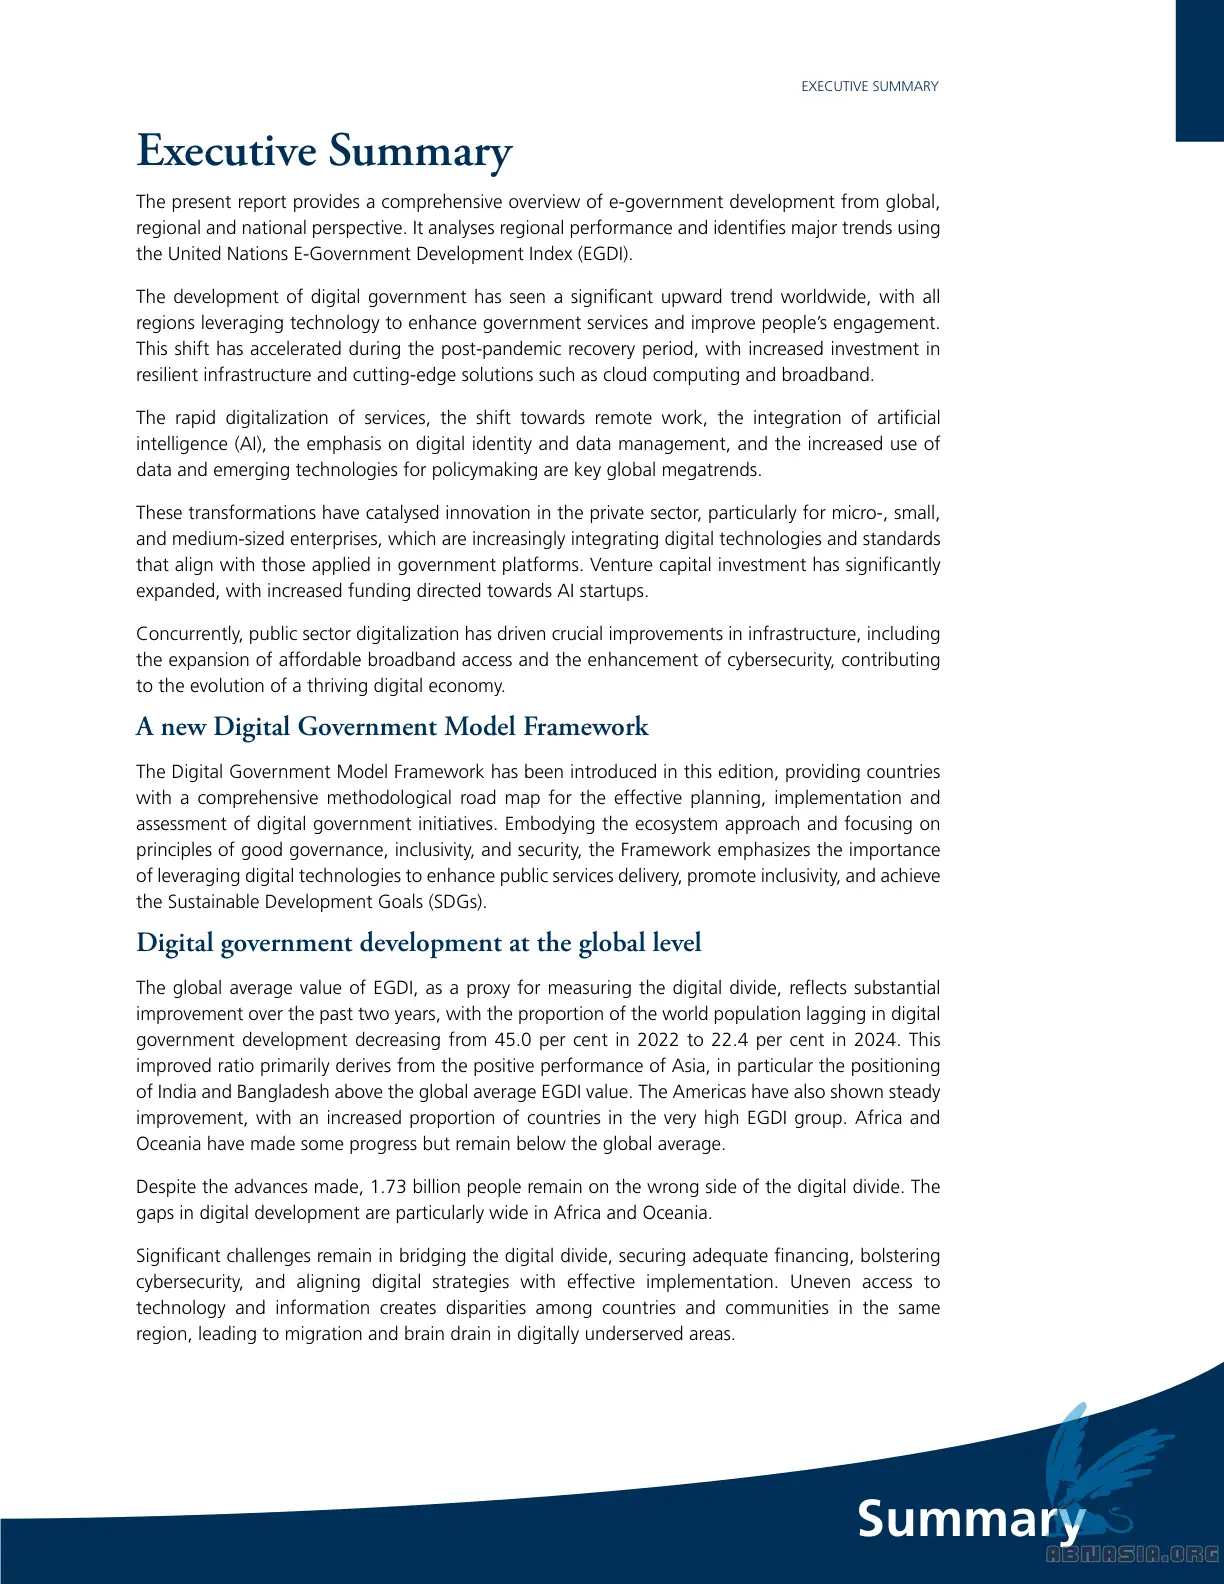 EXECUTIVE SUMMARY
Executive Summary
The present report provides a comprehensive overview of e-government development from global,
regional and national perspective. It analyses regional performance and identifies major trends using
the United Nations E-Government Development Index (EGDI).
The development of digital government has seen a significant upward trend worldwide, with all
regions leveraging technology to enhance government services and improve people’s engagement.
This shift has accelerated during the post-pandemic recovery period, with increased investment in
resilient infrastructure and cutting-edge solutions such as cloud computing and broadband.
The rapid digitalization of services, the shift towards remote work, the integration of artificial
intelligence (AI), the emphasis on digital identity and data management, and the increased use of
data and emerging technologies for policymaking are key global megatrends.
These transformations have catalysed innovation in the private sector, particularly for micro-, small,
and medium-sized enterprises, which are increasingly integrating digital technologies and standards
that align with those applied in government platforms. Venture capital investment has significantly
expanded, with increased funding directed towards AI startups.
Concurrently, public sector digitalization has driven crucial improvements in infrastructure, including
the expansion of affordable broadband access and the enhancement of cybersecurity, contributing
to the evolution of a thriving digital economy.
A new Digital Government Model Framework
The Digital Government Model Framework has been introduced in this edition, providing countries
with a comprehensive methodological road map for the effective planning, implementation and
assessment of digital government initiatives. Embodying the ecosystem approach and focusing on
principles of good governance, inclusivity, and security, the Framework emphasizes the importance
of leveraging digital technologies to enhance public services delivery, promote inclusivity, and achieve
the Sustainable Development Goals (SDGs).
Digital government development at the global level
The global average value of EGDI, as a proxy for measuring the digital divide, reflects substantial
improvement over the past two years, with the proportion of the world population lagging in digital
government development decreasing from 45.0 per cent in 2022 to 22.4 per cent in 2024. This
improved ratio primarily derives from the positive performance of Asia, in particular the positioning
of India and Bangladesh above the global average EGDI value. The Americas have also shown steady
improvement, with an increased proportion of countries in the very high EGDI group. Africa and
Oceania have made some progress but remain below the global average.
Despite the advances made, 1.73 billion people remain on the wrong side of the digital divide. The
gaps in digital development are particularly wide in Africa and Oceania.
Significant challenges remain in bridging the digital divide, securing adequate financing, bolstering
cybersecurity, and aligning digital strategies with effective implementation. Uneven access to
technology and information creates disparities among countries and communities in the same
region, leading to migration and brain drain in digitally underserved areas.
Summary
ABNASIA.ORG